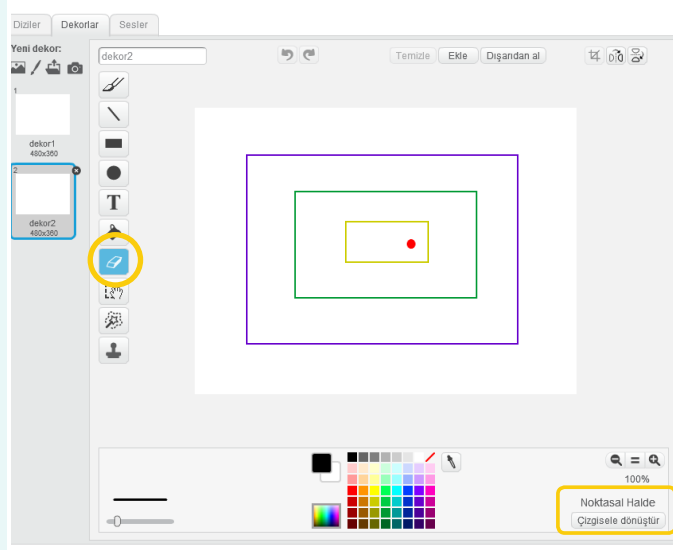 Diziler Dekorlar Sesler
Yeni dekor:
dekor2
Temizle Ekle Dışarıdan al
1
dekor1
480x360
2
dekor2
480x360
T
100%
Noktasal Halde
Çizgisele dönüştür